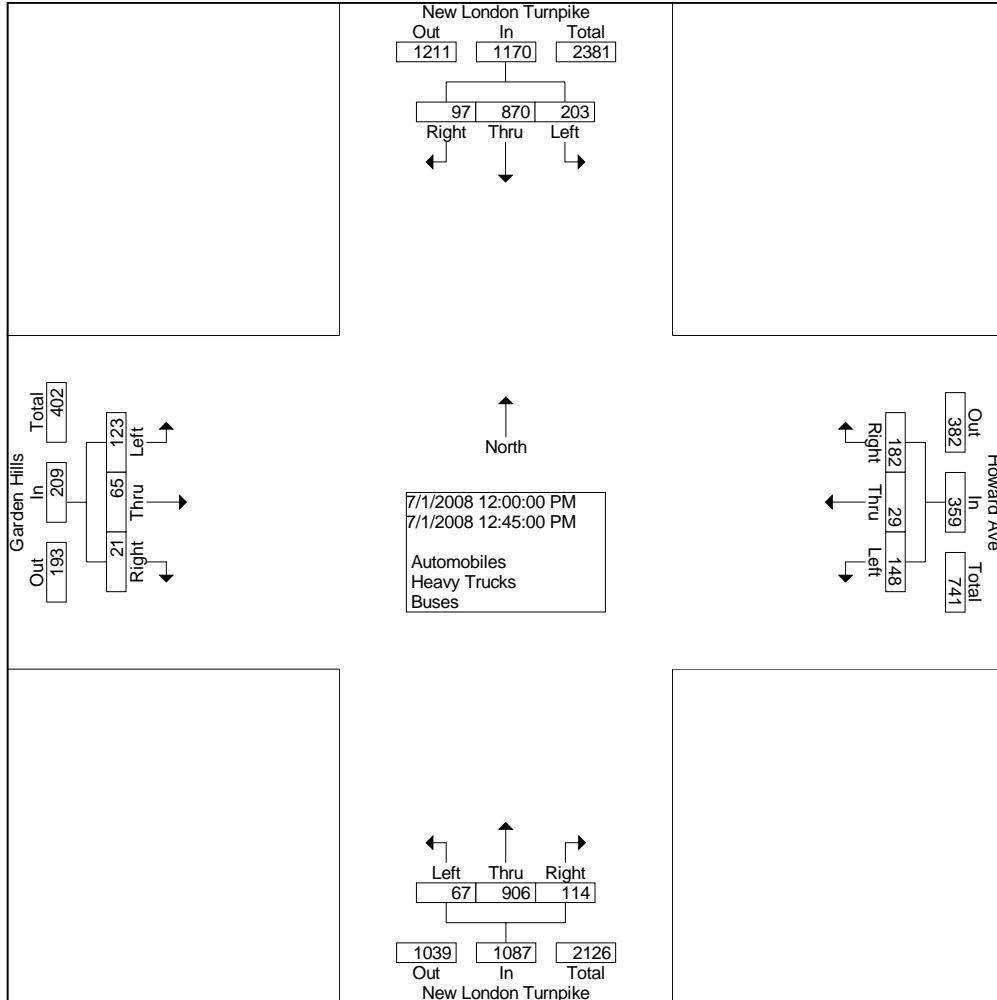 New London Turnpike
Out In Total
1211 1170 2381
97 870 203
Right Thru Left
Garden Hills
Total In Out
402 209 193
123 65 21
Left Thru Right
North
7/1/2008 12:00:00 PM
7/1/2008 12:45:00 PM
Automobiles
Heavy Trucks
Buses
Right Thru Left
182 29 148
Out In Total
382 359 741
Howard Ave
Left Thru Right
67 906 114
1039 1087 2126
Out In Total
New London Turnpike